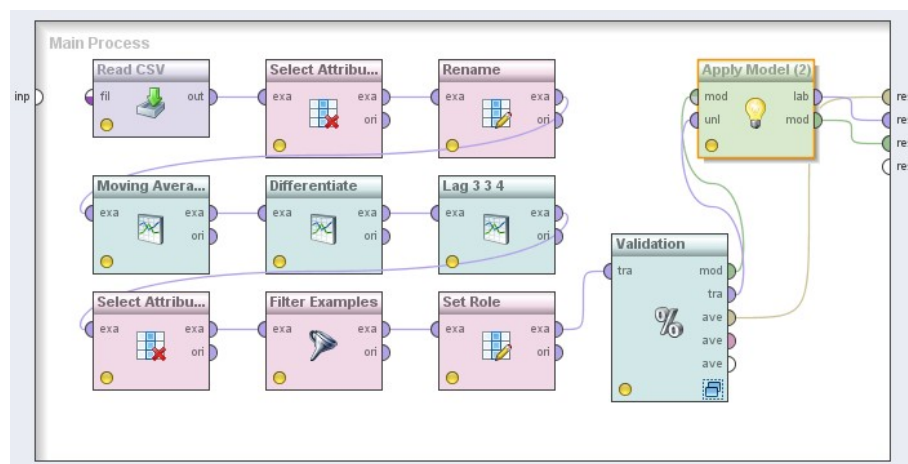 Main Process
Read CSV
Select Attribu...
Rename
Apply Model (2)
inp
fil
out
exa
exa
ori
exa
exa
ori
mod
lab
unl
mod
re
re
re
re
Moving Avera...
Differentiate
Lag 3 3 4
exa
exa
ori
exa
exa
ori
exa
exa
ori
Validation
tra
mod
tra
ave
ave
ave
%
Select Attribu...
Filter Examples
Set Role
exa
exa
ori
exa
exa
ori
exa
exa
ori